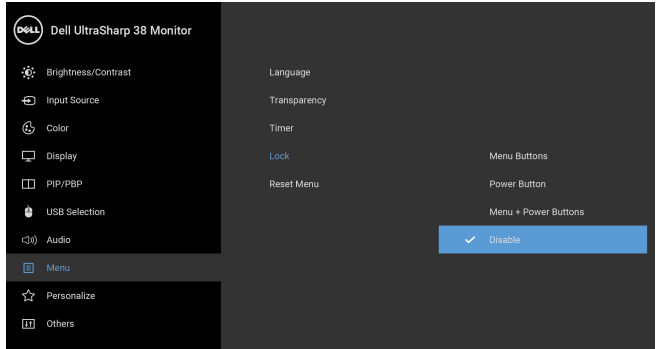 DELL Dell UltraSharp 38 Monitor
Brightness/Contrast
Language
Input Source
Transparency
Color
Timer
Display
Lock
Menu Buttons
PIP/PBP
Reset Menu
Power Button
USB Selection
Menu + Power Buttons
Audio
Disable
Menu
Personalize
Others